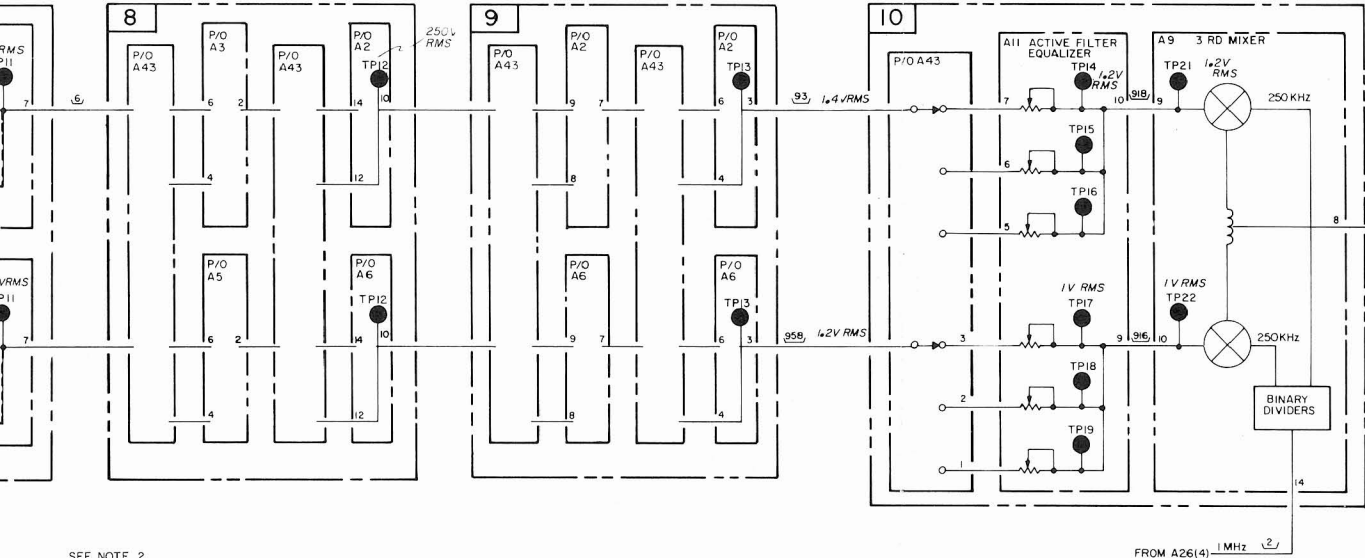 8
9
10
RMS
P11
7
6
P/O
A43
P/O
A3
6
2
4
P/O
A43
P/O
A2
TP12
250V
RMS
14
10
12
P/O
A43
P/O
A2
9
7
8
P/O
A43
P/O
A2
TP13
6
3
4
93
1.4VRMS
P/O A43
A11 ACTIVE FILTER
EQUALIZER
TP14
1.2V
RMS
7
10
918
9
TP15
6
TP16
5
A9 3 RD MIXER
TP21
1.2V
RMS
250KHZ
8
VRMS
P11
7
P/O
A5
6
2
4
P/O
A6
TP12
14
10
12
P/O
A6
9
7
8
P/O
A6
TP13
6
3
4
958
1.2V RMS
3
1V RMS
TP17
9
916
10
1V RMS
TP22
250KHz
2
TP18
1
TP19
BINARY
DIVIDERS
14
SEE NOTE 2
FROM A26(4) 1MHz 2